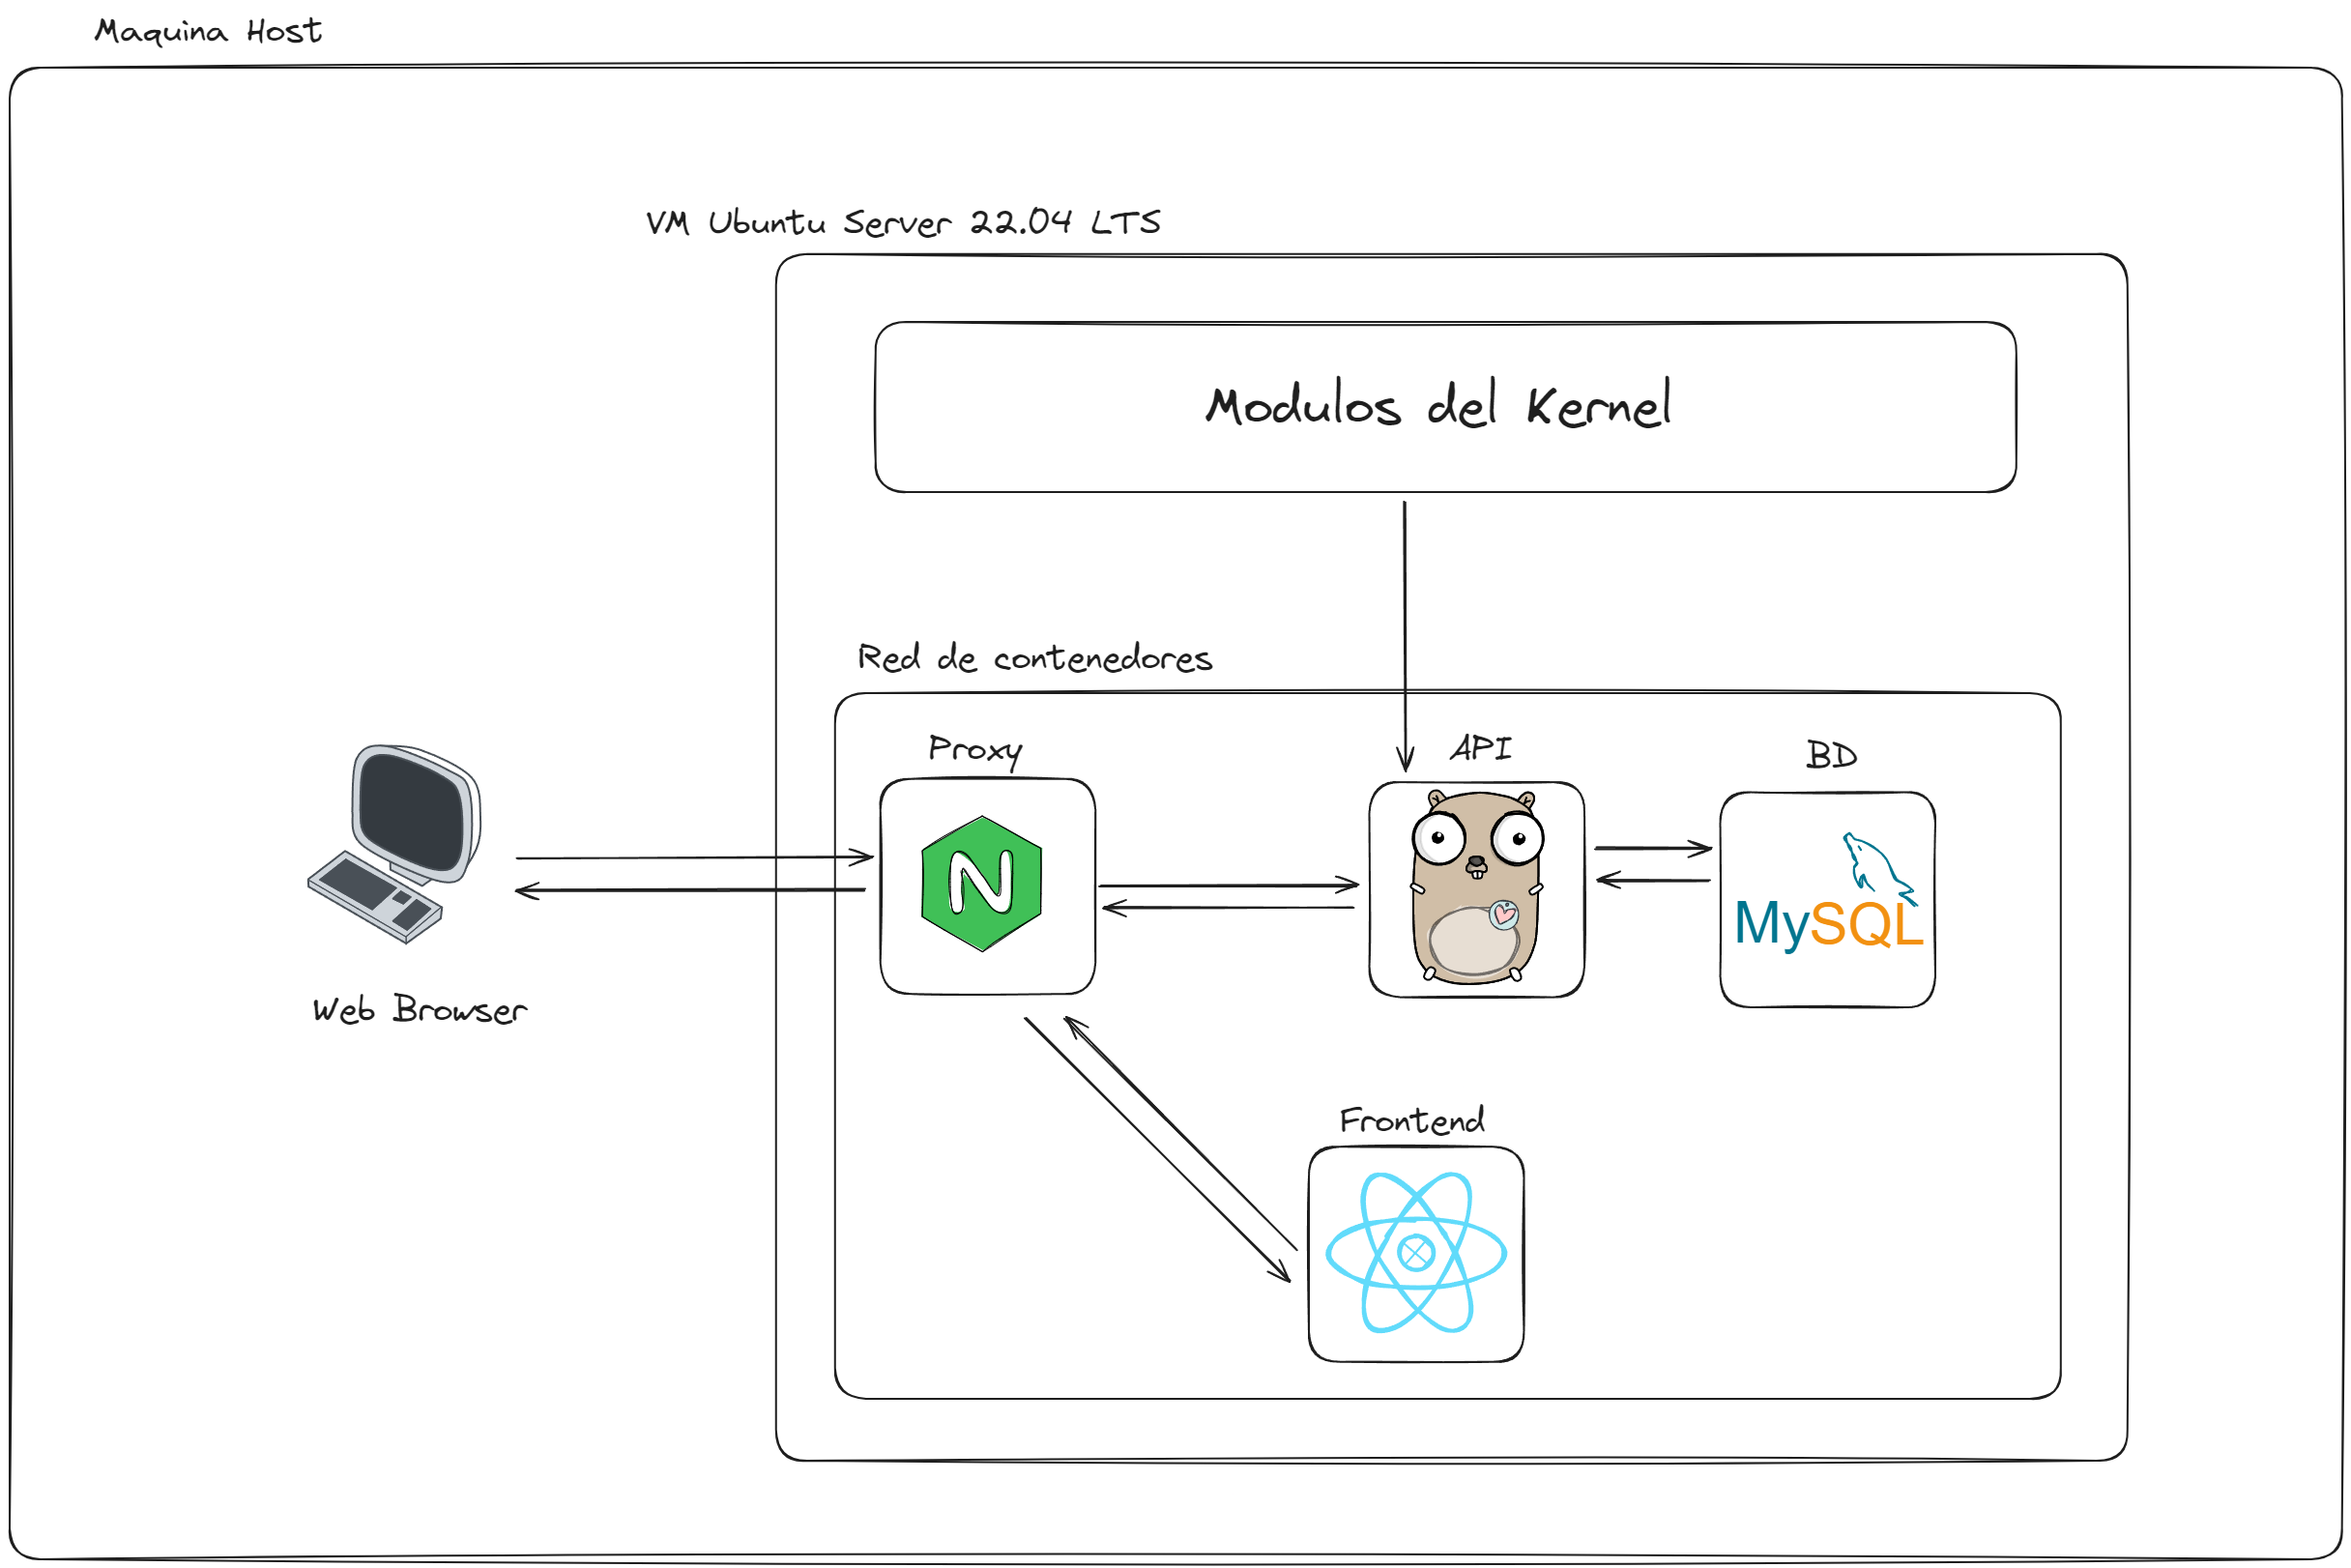 Maquina Host
VM Ubuntu Server 22.04 LTS
Modulos del Kernel
Red de contenedores
Proxy
API
BD
N
MySQL
Web Browser
Frontend